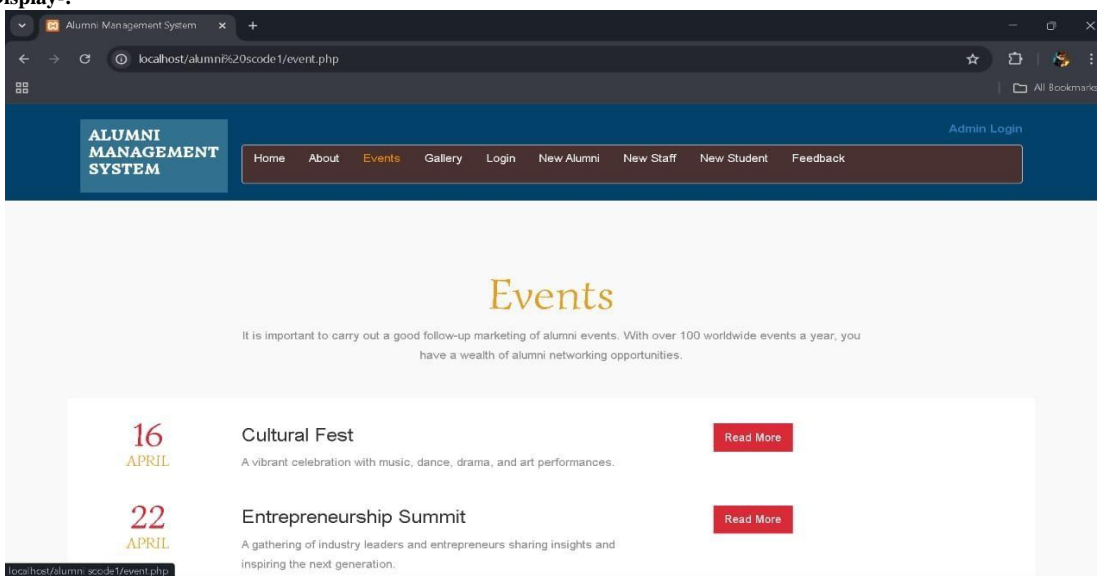 Display-:
Alumni Management System
localhost/alumni%20scode1/event.php
All Bookmarks
Admin Login
ALUMNI
MANAGEMENT
SYSTEM
Home About Events Gallery Login New Alumni New Staff New Student Feedback
Events
It is important to carry out a good follow-up marketing of alumni events. With over 100 worldwide events a year, you
have a wealth of alumni networking opportunities.
16
APRIL
Cultural Fest
A vibrant celebration with music, dance, drama, and art performances.
Read More
22
APRIL
Entrepreneurship Summit
A gathering of industry leaders and entrepreneurs sharing insights and
inspiring the next generation.
Read More
localhost/alumni scode1/event.php